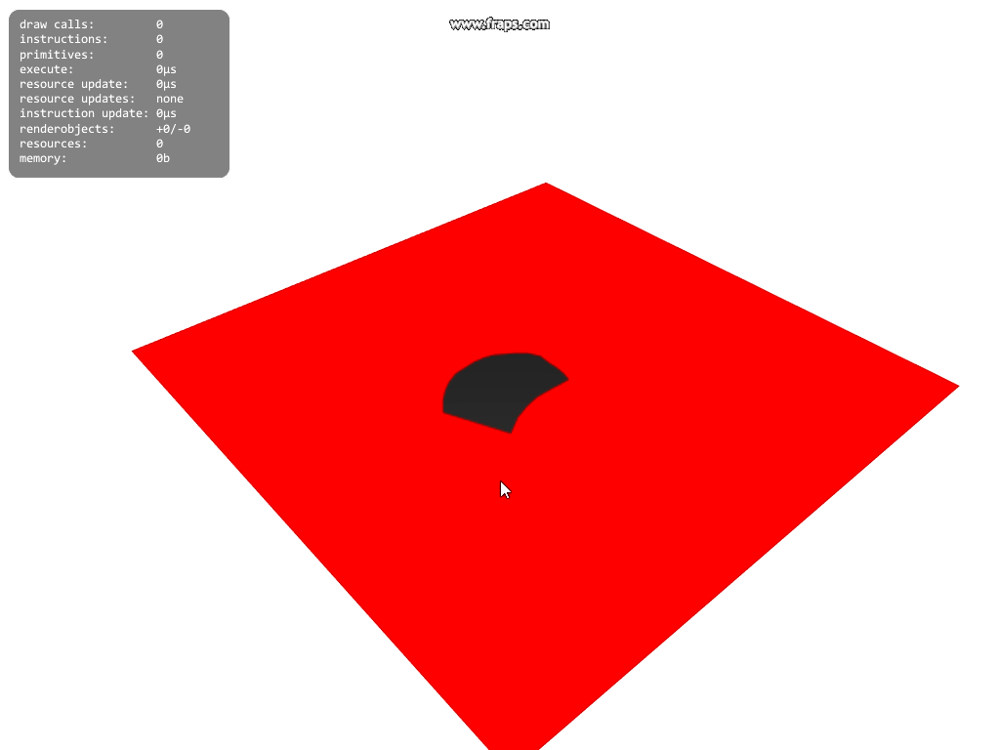 draw calls: 0
instructions: 0
primitives: 0
execute: 0µs
resource update: 0µs
resource updates: none
instruction update: 0µs
renderobjects: +0/-0
resources: 0
memory: 0b
www.fraps.com